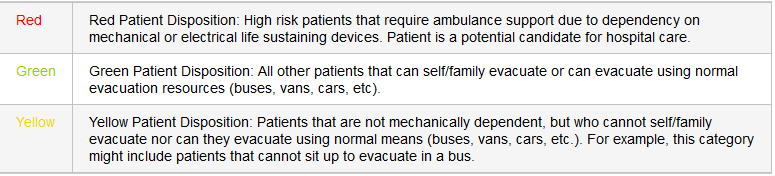 Red
Red Patient Disposition: High risk patients that require ambulance support due to dependency on
mechanical or electrical life sustaining devices. Patient is a potential candidate for hospital care.
Green
Green Patient Disposition: All other patients that can self/family evacuate or can evacuate using normal
evacuation resources (buses, vans, cars, etc).
Yellow
Yellow Patient Disposition: Patients that are not mechanically dependent, but who cannot self/family
evacuate nor can they evacuate using normal means (buses, vans, cars, etc.). For example, this category
might include patients that cannot sit up to evacuate in a bus.